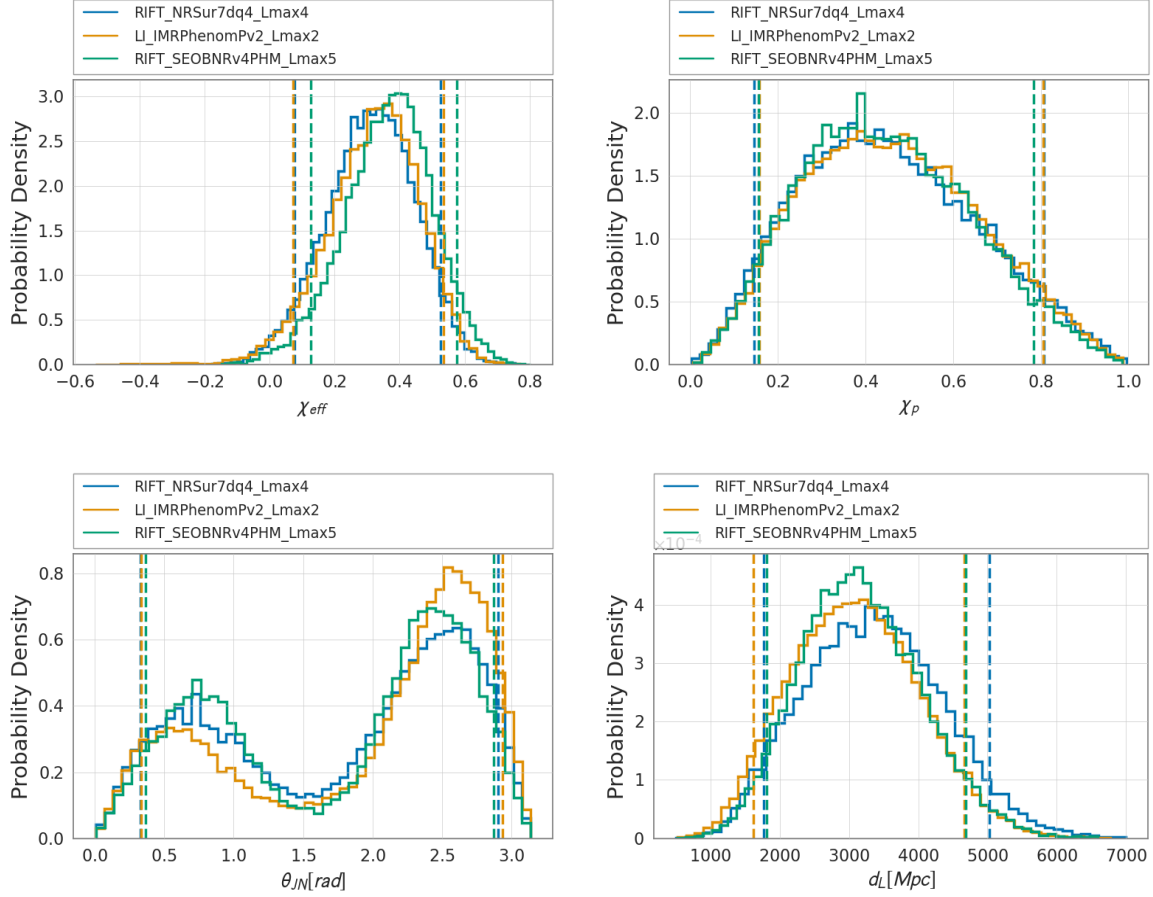 RIFT_NRSur7dq4_Lmax4
LI_IMRPhenomPv2_Lmax2
RIFT_SEOBNRv4PHM_Lmax5
Probability Density
3.0
2.5
2.0
1.5
1.0
0.5
0.0
−0.6 −0.4 −0.2 0.0 0.2 0.4 0.6 0.8
χeff
RIFT_NRSur7dq4_Lmax4
LI_IMRPhenomPv2_Lmax2
RIFT_SEOBNRv4PHM_Lmax5
Probability Density
2.0
1.5
1.0
0.5
0.0
0.0 0.2 0.4 0.6 0.8 1.0
χp
RIFT_NRSur7dq4_Lmax4
LI_IMRPhenomPv2_Lmax2
RIFT_SEOBNRv4PHM_Lmax5
Probability Density
0.8
0.6
0.4
0.2
0.0
0.0 0.5 1.0 1.5 2.0 2.5 3.0
θJN[rad]
RIFT_NRSur7dq4_Lmax4
LI_IMRPhenomPv2_Lmax2
RIFT_SEOBNRv4PHM_Lmax5
×10−4
Probability Density
4
3
2
1
0
1000 2000 3000 4000 5000 6000 7000
dL[Mpc]